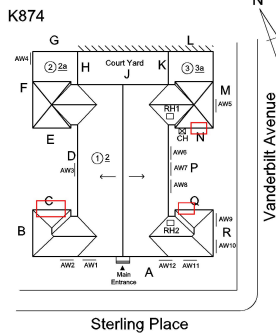 K874
N
G
L
AW4
② 2a
H
Court Yard
J
K
③ 3a
F
M
RH1
AW5
CH
N
E
AW6
D
① 2
AW3
AW7
P
AW8
C
Q
B
AW9
RH2
R
AW10
AW2
AW1
A
AW12
AW11
Main
Entrance
Sterling Place
Vanderbilt Avenue